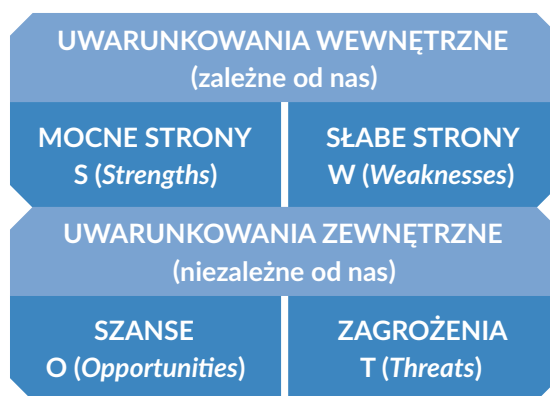 UWARUNKOWANIA WEWNĘTRZNE
(zależne od nas)
MOCNE STRONY
S (Strengths)
SŁABE STRONY
W (Weaknesses)
UWARUNKOWANIA ZEWNĘTRZNE
(niezależne od nas)
SZANSE
O (Opportunities)
ZAGROŻENIA
T (Threats)